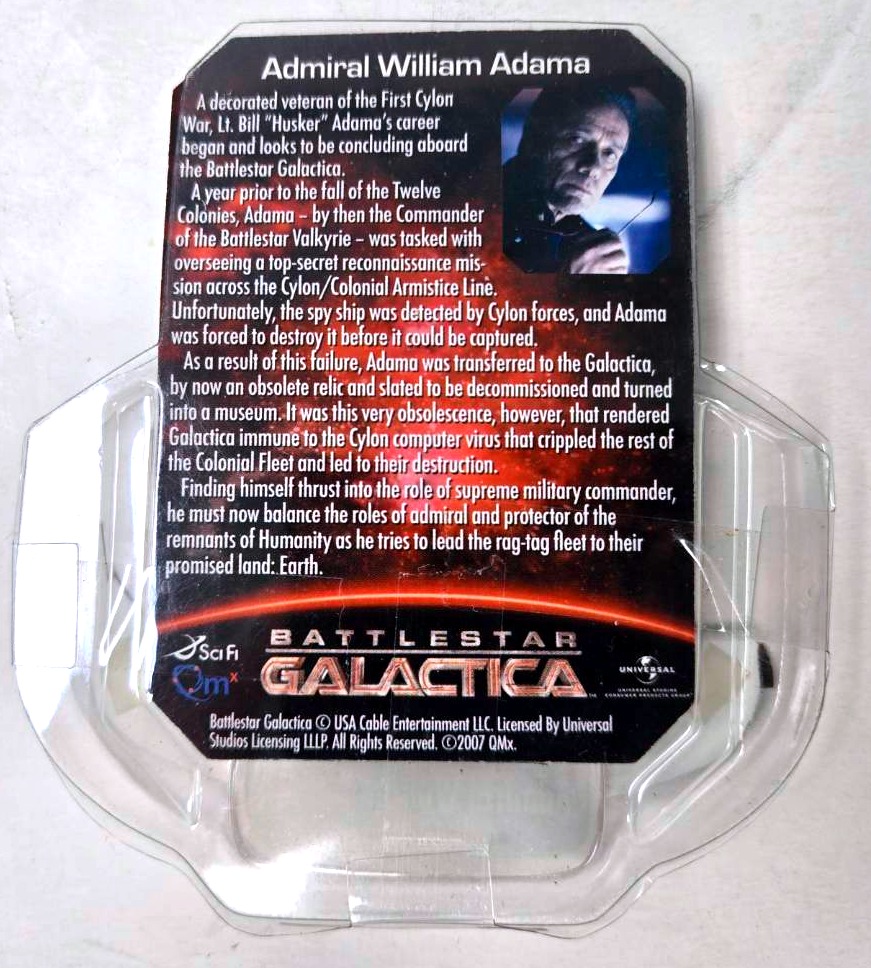 Admiral William Adama
A decorated veteran of the First Cylon
War, Lt. Bill "Husker" Adama's career
began and looks to be concluding aboard
the Battlestar Galactica.
A year prior to the fall of the Twelve
Colonies, Adama – by then the Commander
of the Battlestar Valkyrie – was tasked with
overseeing a top-secret reconnaissance mis-
sion across the Cylon/Colonial Armistice Line.
Unfortunately, the spy ship was detected by Cylon forces, and Adama
was forced to destroy it before it could be captured.
As a result of this failure, Adama was transferred to the Galactica,
by now an obsolete relic and slated to be decommissioned and turned
into a museum. It was this very obsolescence, however, that rendered
Galactica immune to the Cylon computer virus that crippled the rest of
the Colonial Fleet and led to their destruction.
Finding himself thrust into the role of supreme military commander,
he must now balance the roles of admiral and protector of the
remnants of Humanity as he tries to lead the rag-tag fleet to their
promised land: Earth.
SCI FI
Qmx
BATTLESTAR
GALACTICA
™
UNIVERSAL
UNIVERSAL STUDIOS
CONSUMER PRODUCTS GROUP
Battlestar Galactica © USA Cable Entertainment LLC. Licensed By Universal
Studios Licensing LLLP. All Rights Reserved. ©2007 QMx.